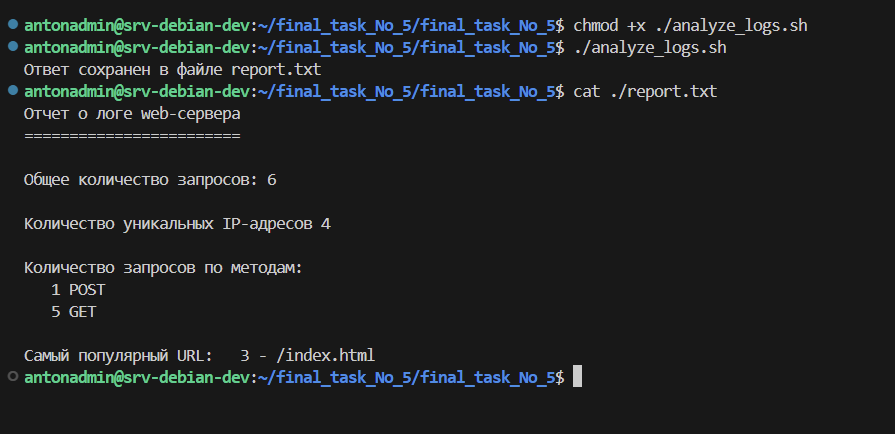 antonadmin@srv-debian-dev:~/final_task_No_5/final_task_No_5$ chmod +x ./analyze_logs.sh
antonadmin@srv-debian-dev:~/final_task_No_5/final_task_No_5$ ./analyze_logs.sh
Ответ сохранен в файле report.txt
antonadmin@srv-debian-dev:~/final_task_No_5/final_task_No_5$ cat ./report.txt
Отчет о логе web-сервера
========================
Общее количество запросов: 6
Количество уникальных IP-адресов 4
Количество запросов по методам:
   1 POST
   5 GET
Самый популярный URL:   3 - /index.html
antonadmin@srv-debian-dev:~/final_task_No_5/final_task_No_5$